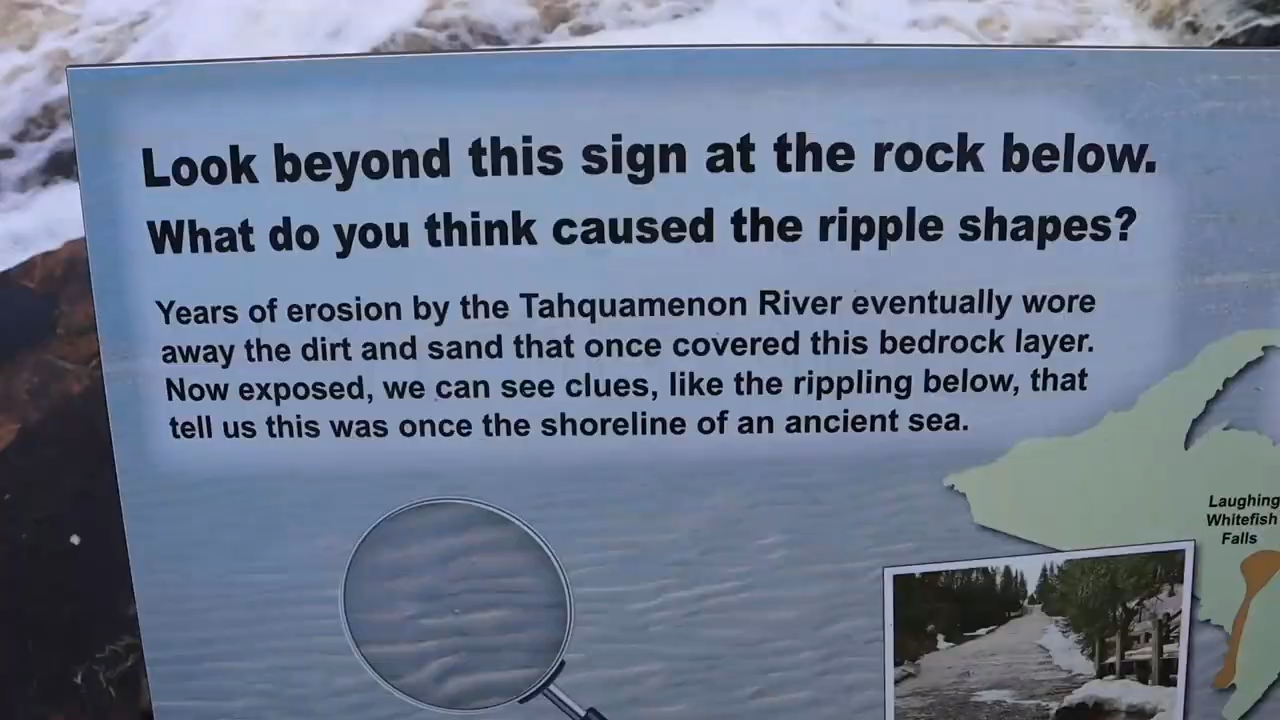 Look beyond this sign at the rock below.
What do you think caused the ripple shapes?
Years of erosion by the Tahquamenon River eventually wore
away the dirt and sand that once covered this bedrock layer.
Now exposed, we can see clues, like the rippling below, that
tell us this was once the shoreline of an ancient sea.
Laughing
Whitefish
Falls